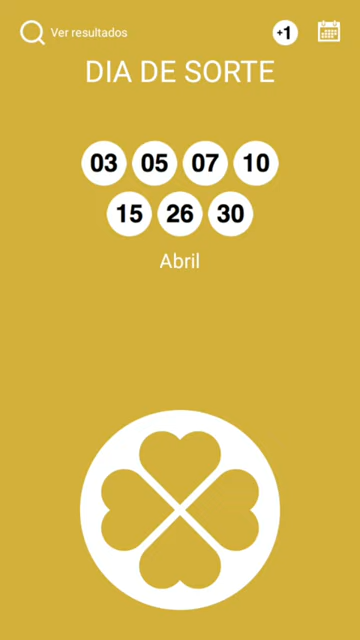 Ver resultados
+1
DIA DE SORTE
03 05 07 10
15 26 30
Abril